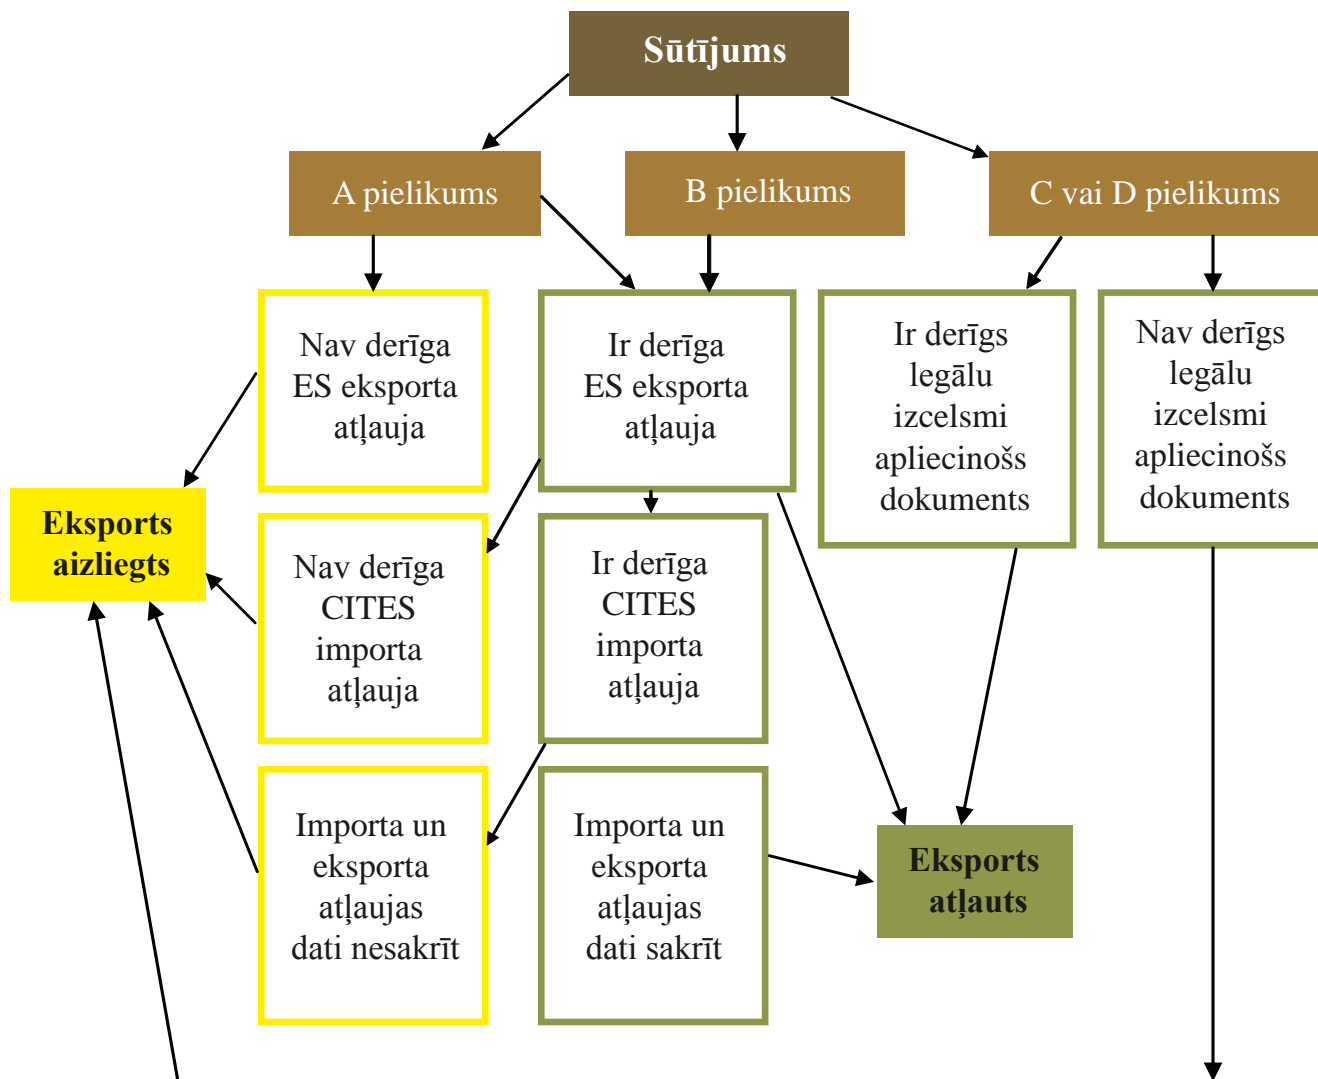 Sūtījums
A pielikums
B pielikums
C vai D pielikums
Nav derīga
ES eksporta
atļauja
Ir derīga
ES eksporta
atļauja
Ir derīgs
legālu
izcelsmi
apliecinošs
dokuments
Nav derīgs
legālu
izcelsmi
apliecinošs
dokuments
Eksports
aizliegts
Nav derīga
CITES
importa
atļauja
Ir derīga
CITES
importa
atļauja
Importa un
eksporta
atļaujas
dati nesakrīt
Importa un
eksporta
atļaujas
dati sakrīt
Eksports
atļauts